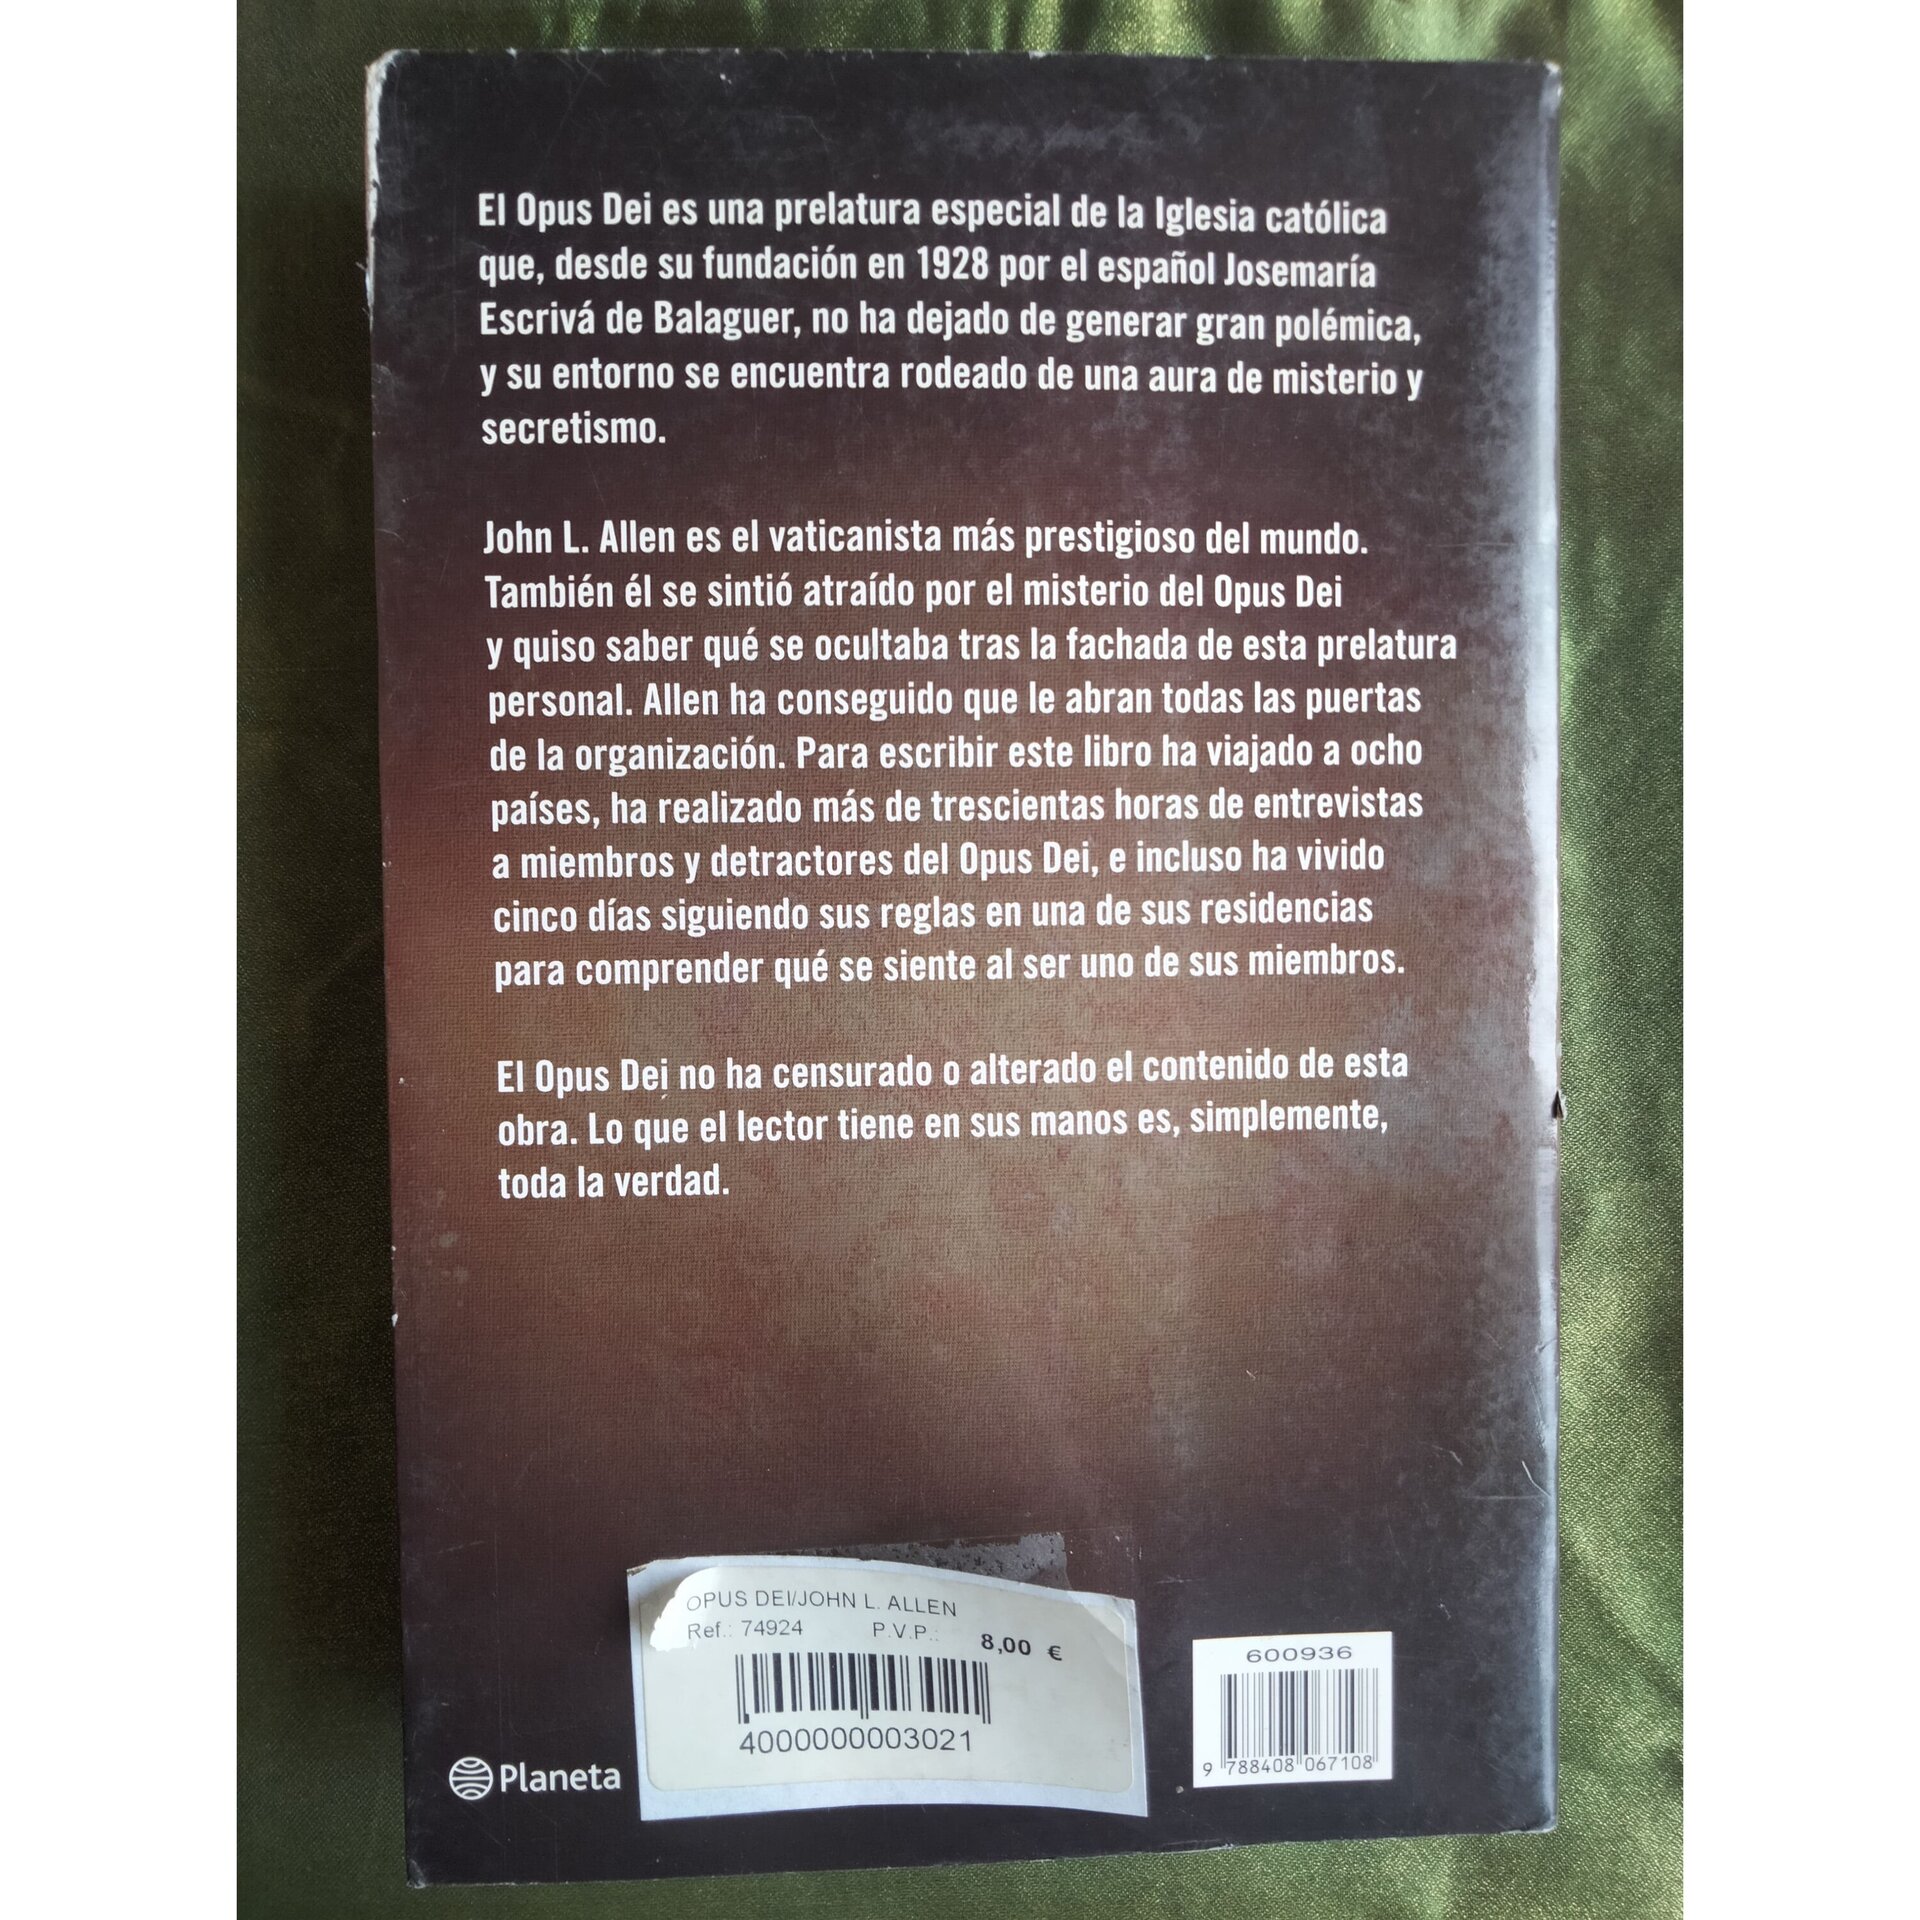 El Opus Dei es una prelatura especial de la Iglesia católica
que, desde su fundación en 1928 por el español Josemaría
Escrivá de Balaguer, no ha dejado de generar gran polémica,
y su entorno se encuentra rodeado de una aura de misterio y
secretismo.
John L. Allen es el vaticanista más prestigioso del mundo.
También él se sintió atraído por el misterio del Opus Dei
y quiso saber qué se ocultaba tras la fachada de esta prelatura
personal. Allen ha conseguido que le abran todas las puertas
de la organización. Para escribir este libro ha viajado a ocho
países, ha realizado más de trescientas horas de entrevistas
a miembros y detractores del Opus Dei, e incluso ha vivido
cinco días siguiendo sus reglas en una de sus residencias
para comprender qué se siente al ser uno de sus miembros.
El Opus Dei no ha censurado o alterado el contenido de esta
obra. Lo que el lector tiene en sus manos es, simplemente,
toda la verdad.
OPUS DEI/JOHN L. ALLEN
Ref.: 74924 P.V.P.: 8,00 €
4000000003021
600936
9 788408 067108
Planeta